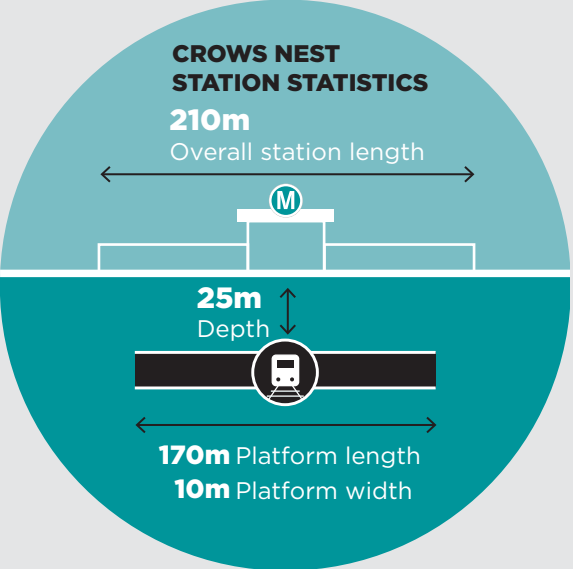 CROWS NEST
STATION STATISTICS
210m
Overall station length
M
25m
Depth
170m Platform length
10m Platform width